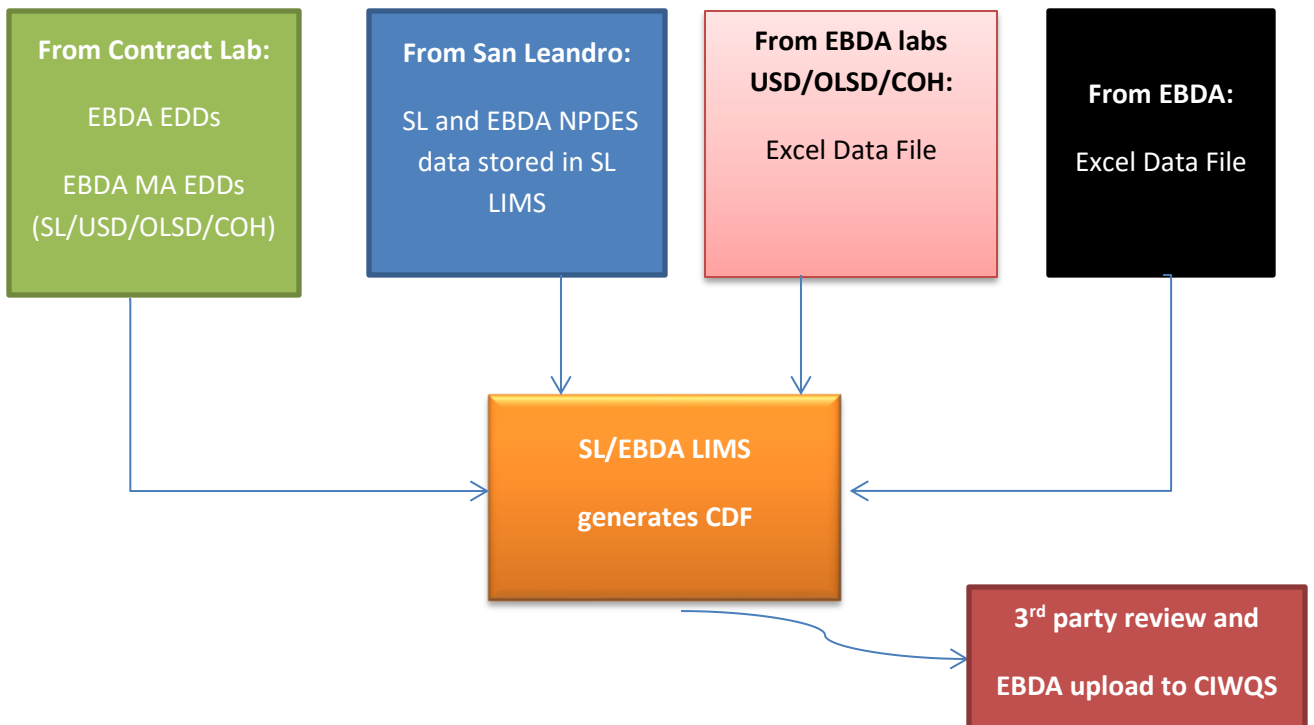 From Contract Lab:
EBDA EDDs
EBDA MA EDDs
(SL/USD/OLSD/COH)
From San Leandro:
SL and EBDA NPDES
data stored in SL
LIMS
From EBDA labs
USD/OLSD/COH:
Excel Data File
From EBDA:
Excel Data File
SL/EBDA LIMS
generates CDF
3rd party review and
EBDA upload to CIWQS